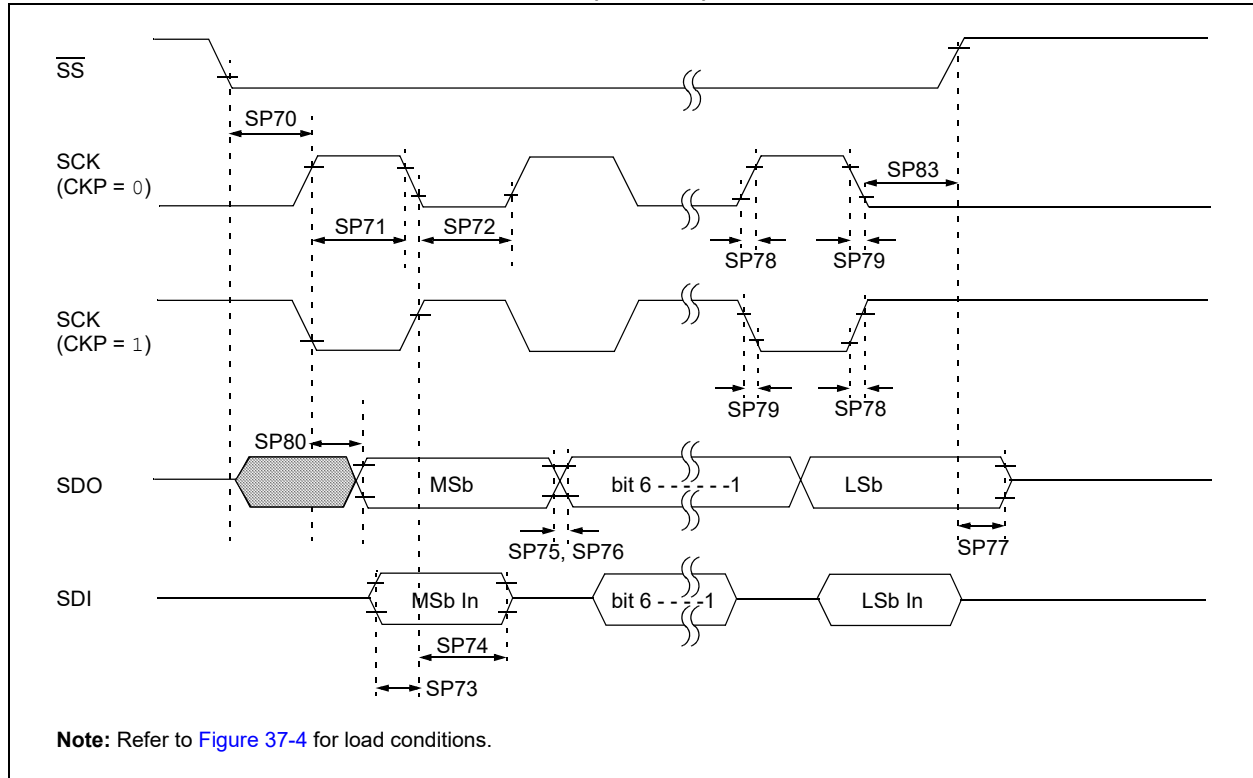 SS
SP70
SCK
(CKP = 0)
SP83
SP71
SP72
SP78
SP79
SCK
(CKP = 1)
SP79
SP78
SP80
SDO
MSb
bit 6 - - - - - - -1
LSb
SP75, SP76
SP77
SDI
MSb In
bit 6 - - - - -1
LSb In
SP74
SP73
Note: Refer to Figure 37-4 for load conditions.